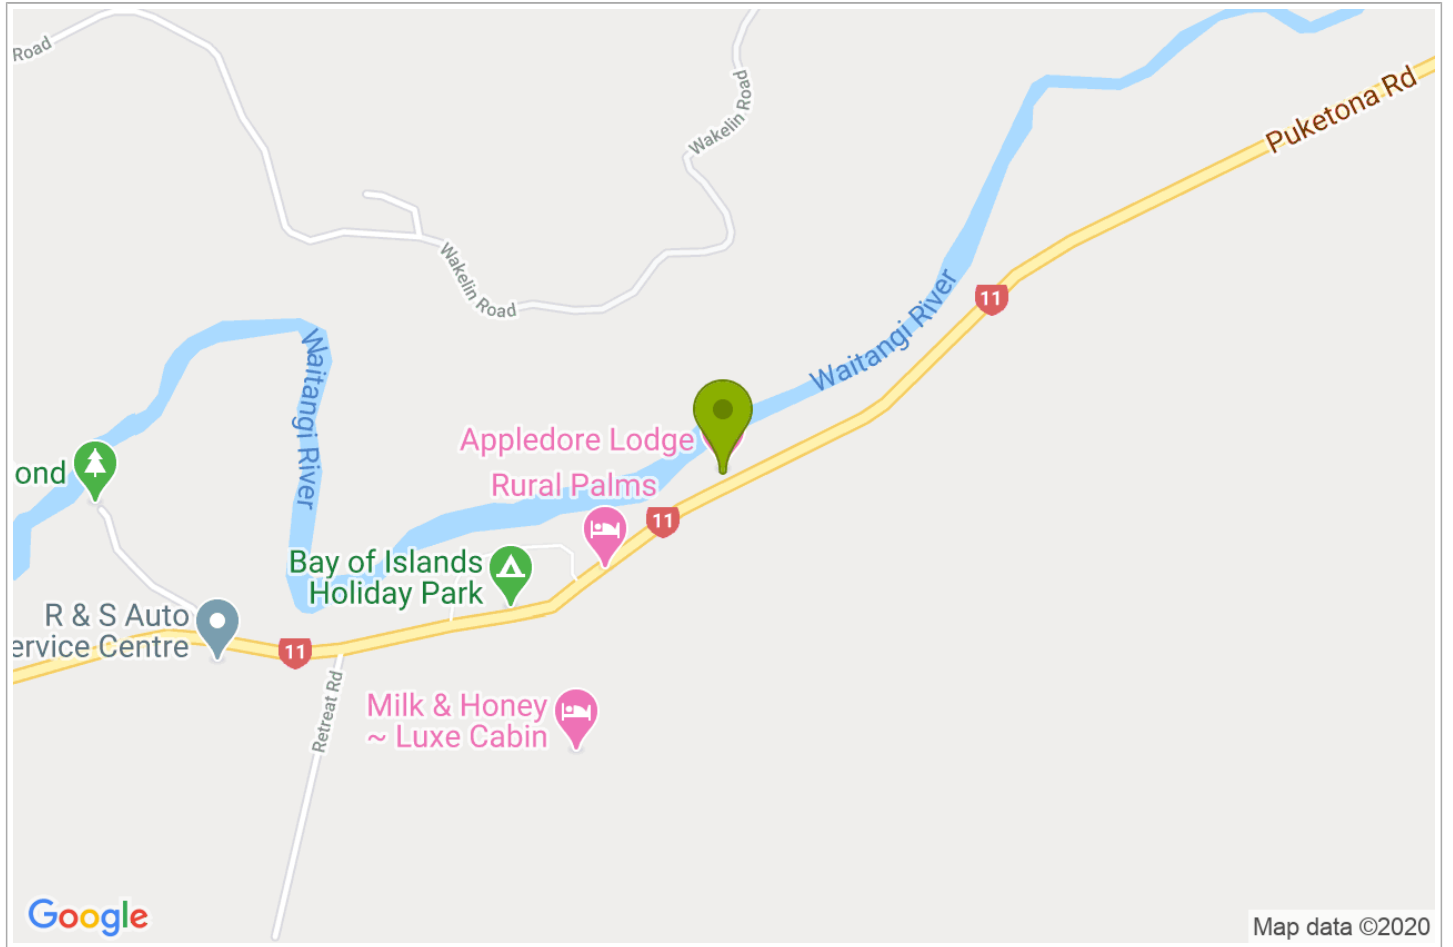 Road
Wakelin Road
Puketona Rd
Wakelin Road
11
Waitangi River
Waitangi River
Appledore Lodge
ond
Rural Palms
11
Bay of Islands
Holiday Park
R & S Auto
ervice Centre
11
Retreat Rd
Milk & Honey
~ Luxe Cabin
Google
Map data ©2020